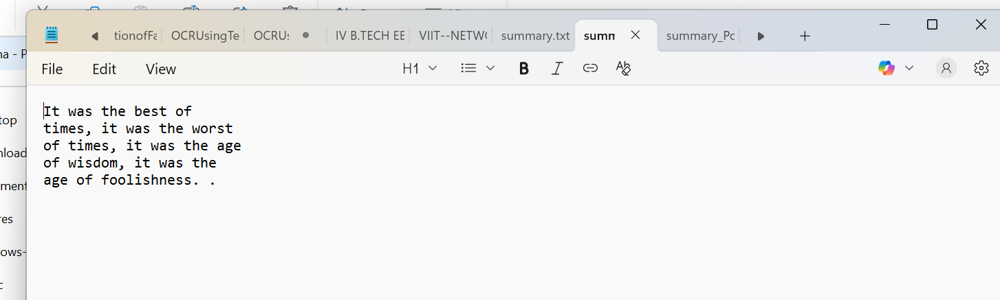 tionofFa OCRUsingTe OCRUs IV B.TECH EE VIIT--NETW summary.txt summ summary_Pc
na - P
File Edit View H1 B I
top
It was the best of
times, it was the worst
nload
of times, it was the age
of wisdom, it was the
age of foolishness. .
ment
res
ows-
c